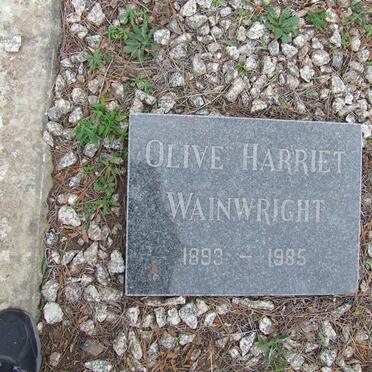 OLIVE HARRIET
WAINWRIGHT
1893 - 1985